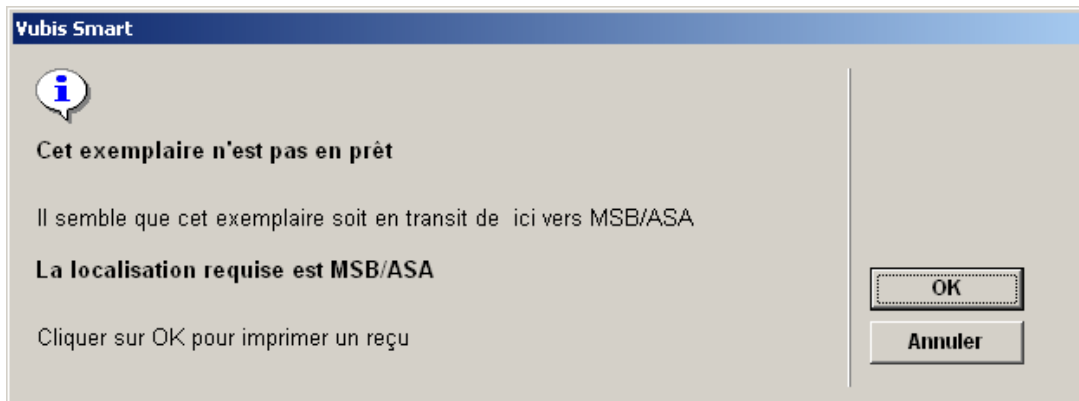 Vubis Smart
Cet exemplaire n'est pas en prêt
Il semble que cet exemplaire soit en transit de  ici vers MSB/ASA
La localisation requise est MSB/ASA
OK
Cliquer sur OK pour imprimer un reçu
Annuler